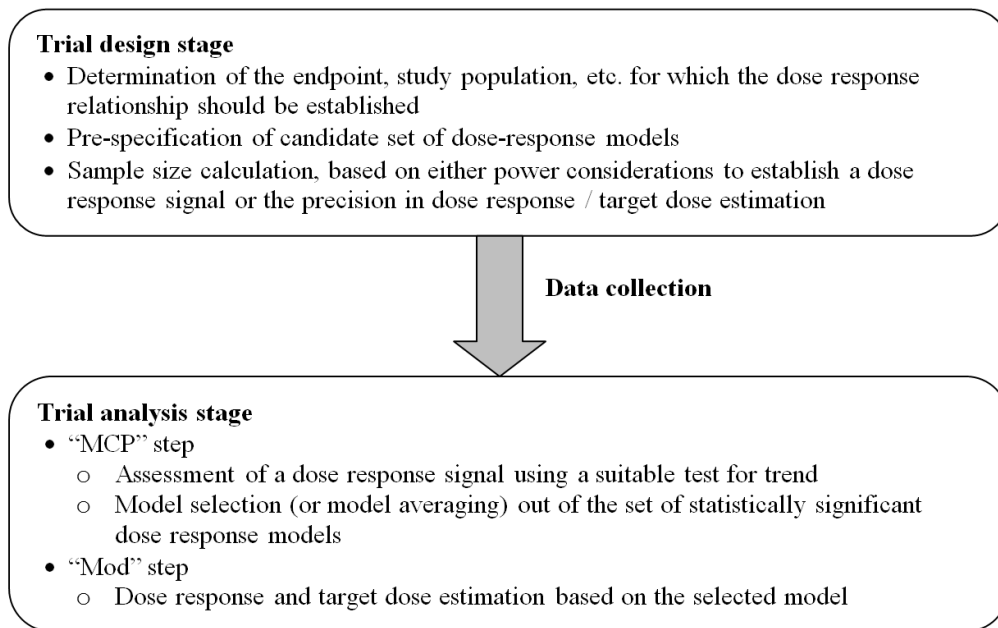 Trial design stage
• Determination of the endpoint, study population, etc. for which the dose response
relationship should be established
• Pre-specification of candidate set of dose-response models
• Sample size calculation, based on either power considerations to establish a dose
response signal or the precision in dose response / target dose estimation
Data collection
Trial analysis stage
• “MCP” step
o Assessment of a dose response signal using a suitable test for trend
o Model selection (or model averaging) out of the set of statistically significant
dose response models
• “Mod” step
o Dose response and target dose estimation based on the selected model